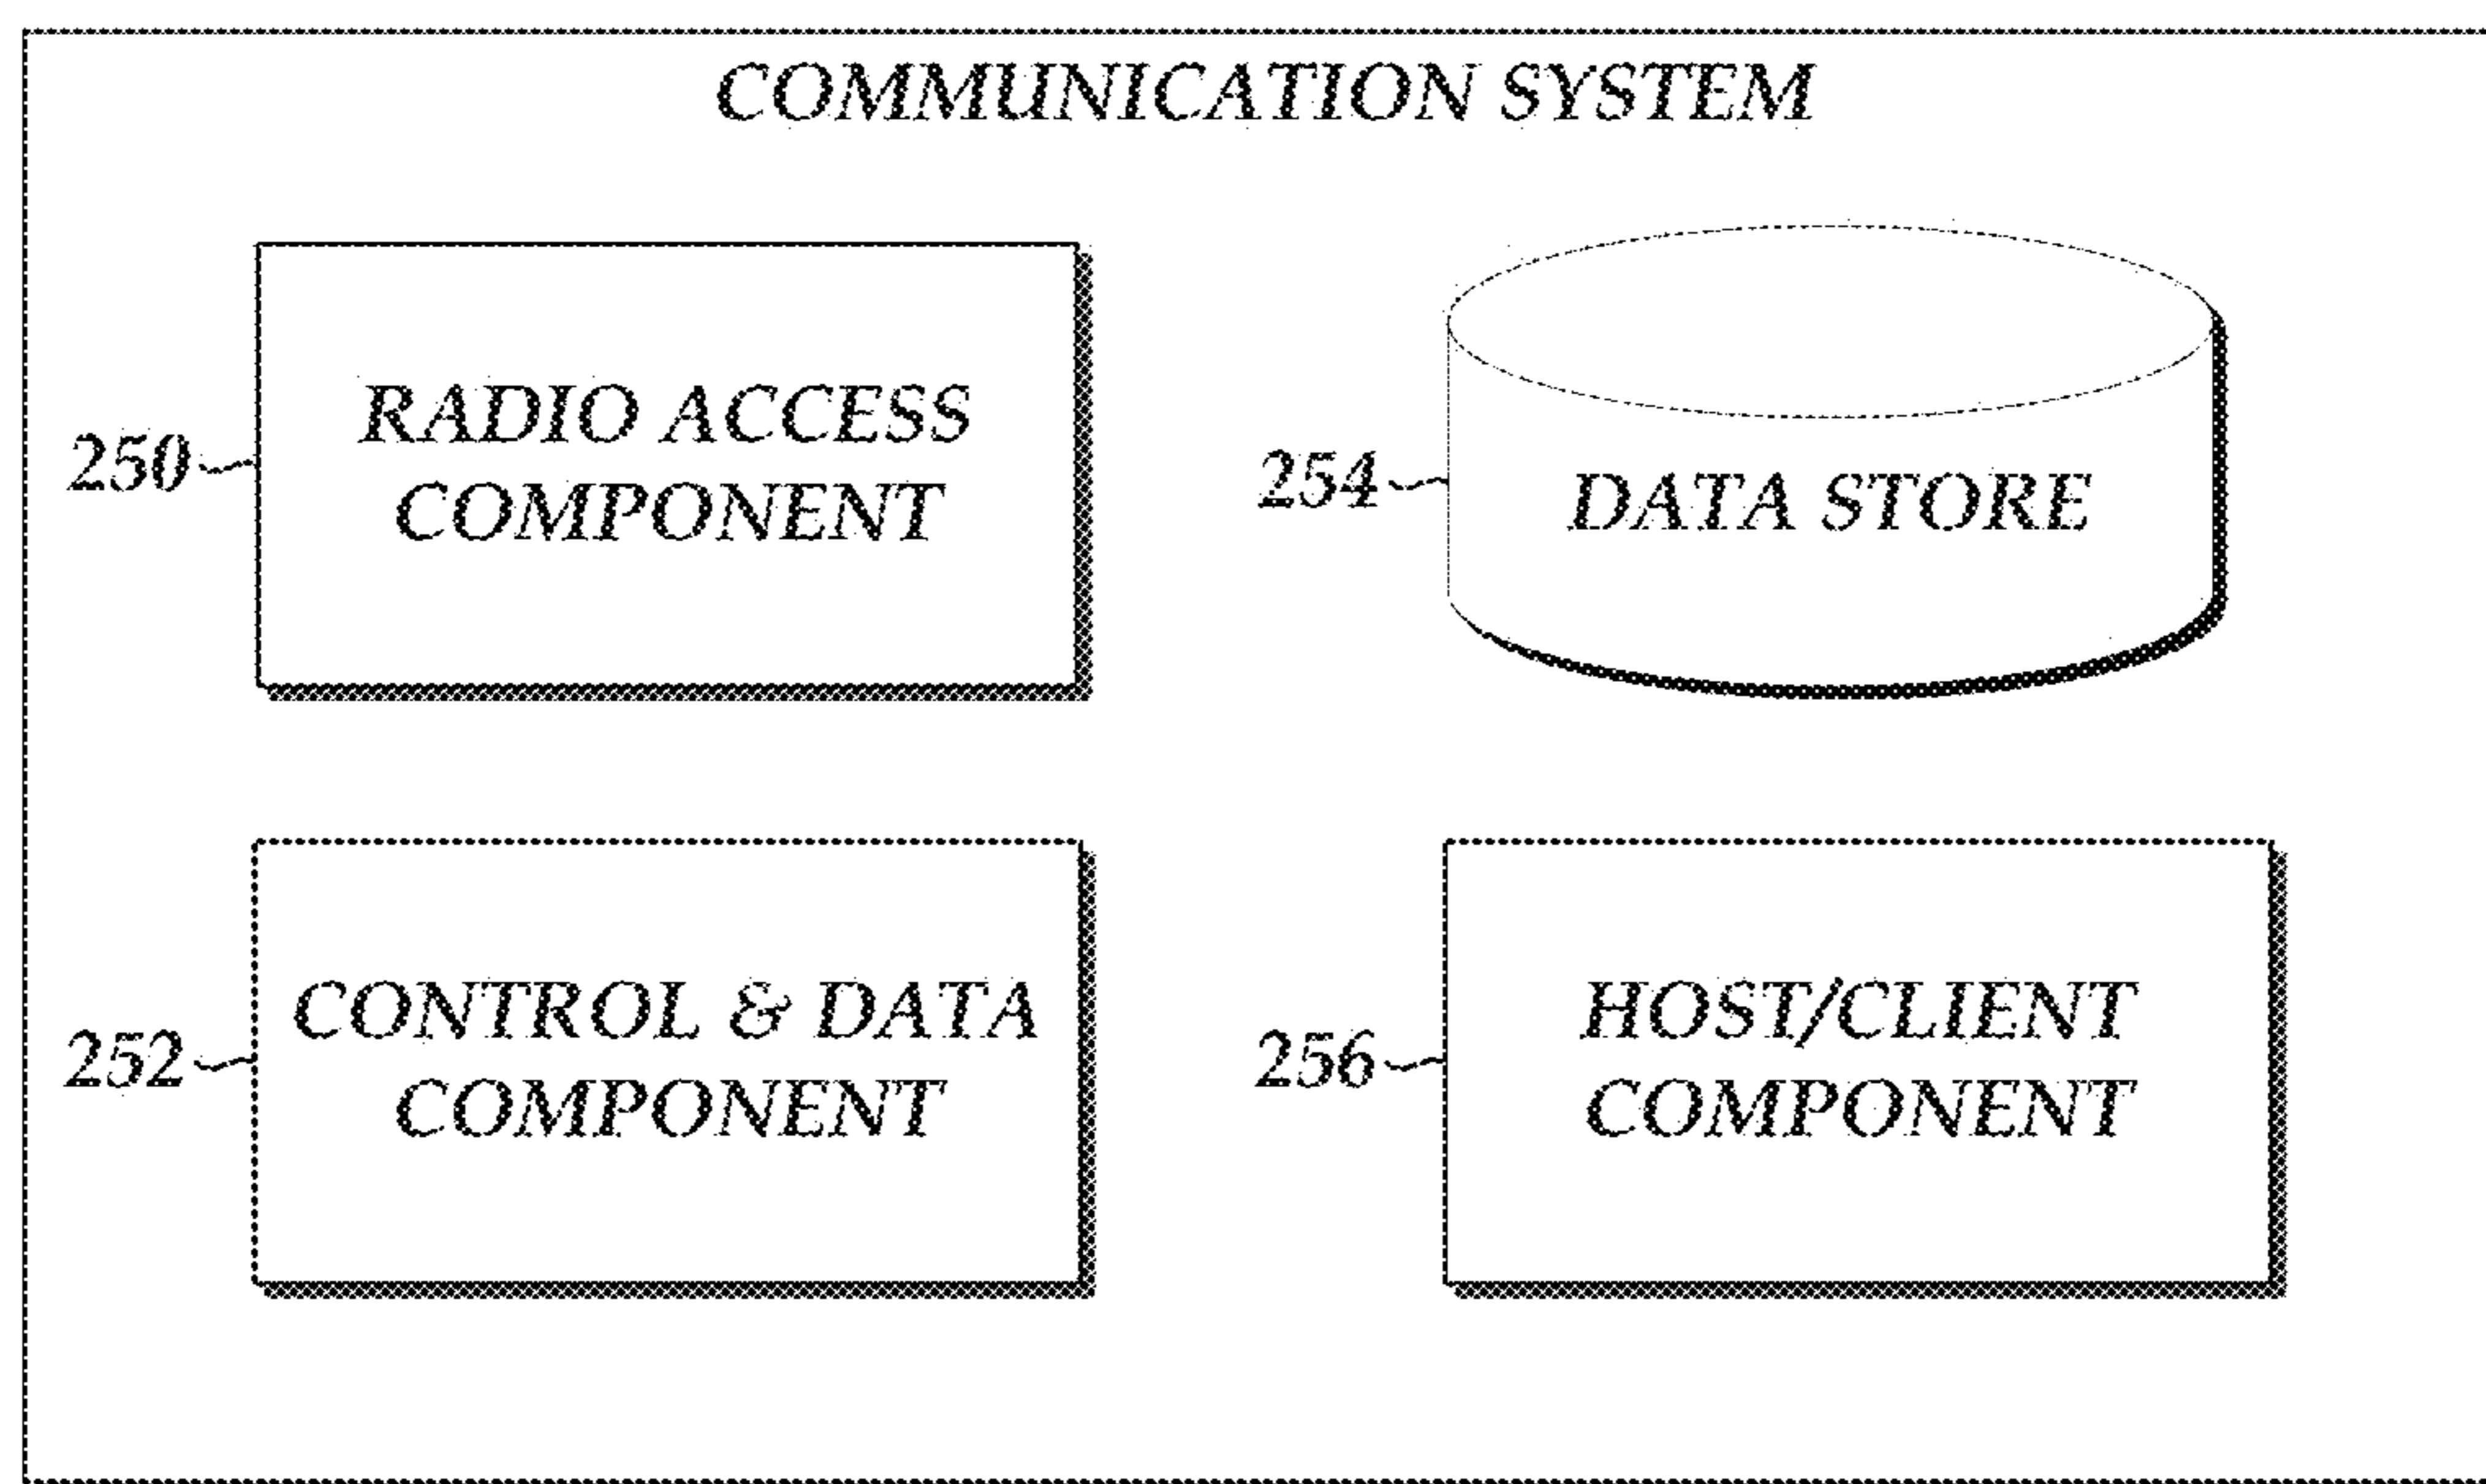 COMMUNICATION SYSTEM
250
RADIO ACCESS
COMPONENT
254
DATA STORE
252
CONTROL & DATA
COMPONENT
256
HOST/CLIENT
COMPONENT